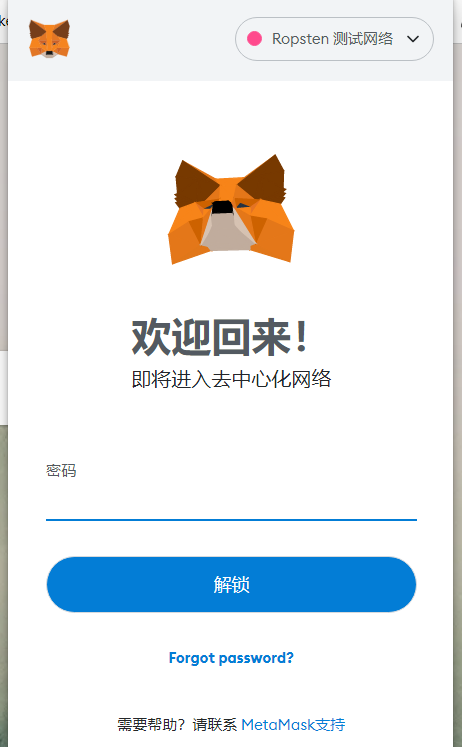 Ropsten 测试网络
欢迎回来！
即将进入去中心化网络
密码
解锁
Forgot password?
需要帮助？请联系 MetaMask支持